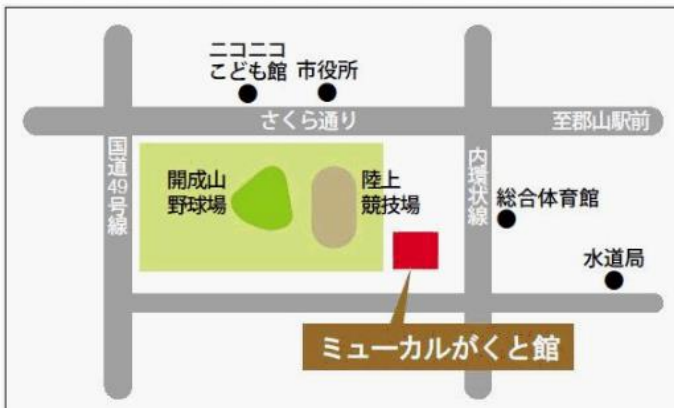 ニコニコ
こども館
市役所
さくら通り
至郡山駅前
国道49号線
開成山
野球場
陸上
競技場
内環状線
総合体育館
水道局
ミューカルがくと館